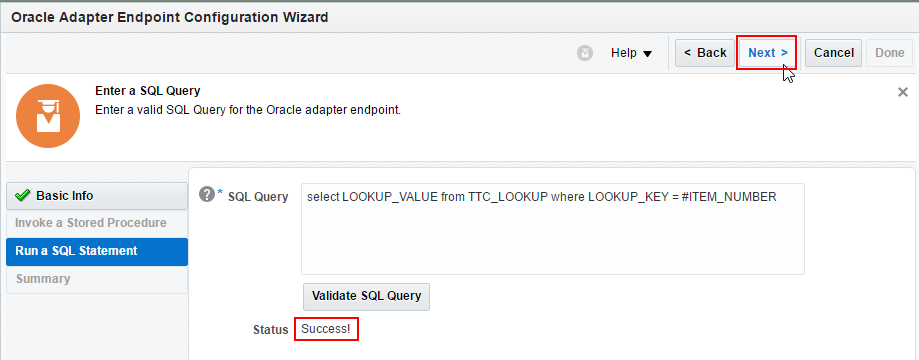 Oracle Adapter Endpoint Configuration Wizard
Help
< Back
Next >
Cancel
Done
Enter a SQL Query
Enter a valid SQL Query for the Oracle adapter endpoint.
Basic Info
Invoke a Stored Procedure
Run a SQL Statement
Summary
? * SQL Query
select LOOKUP_VALUE from TTC_LOOKUP where LOOKUP_KEY = #ITEM_NUMBER
Validate SQL Query
Status Success!